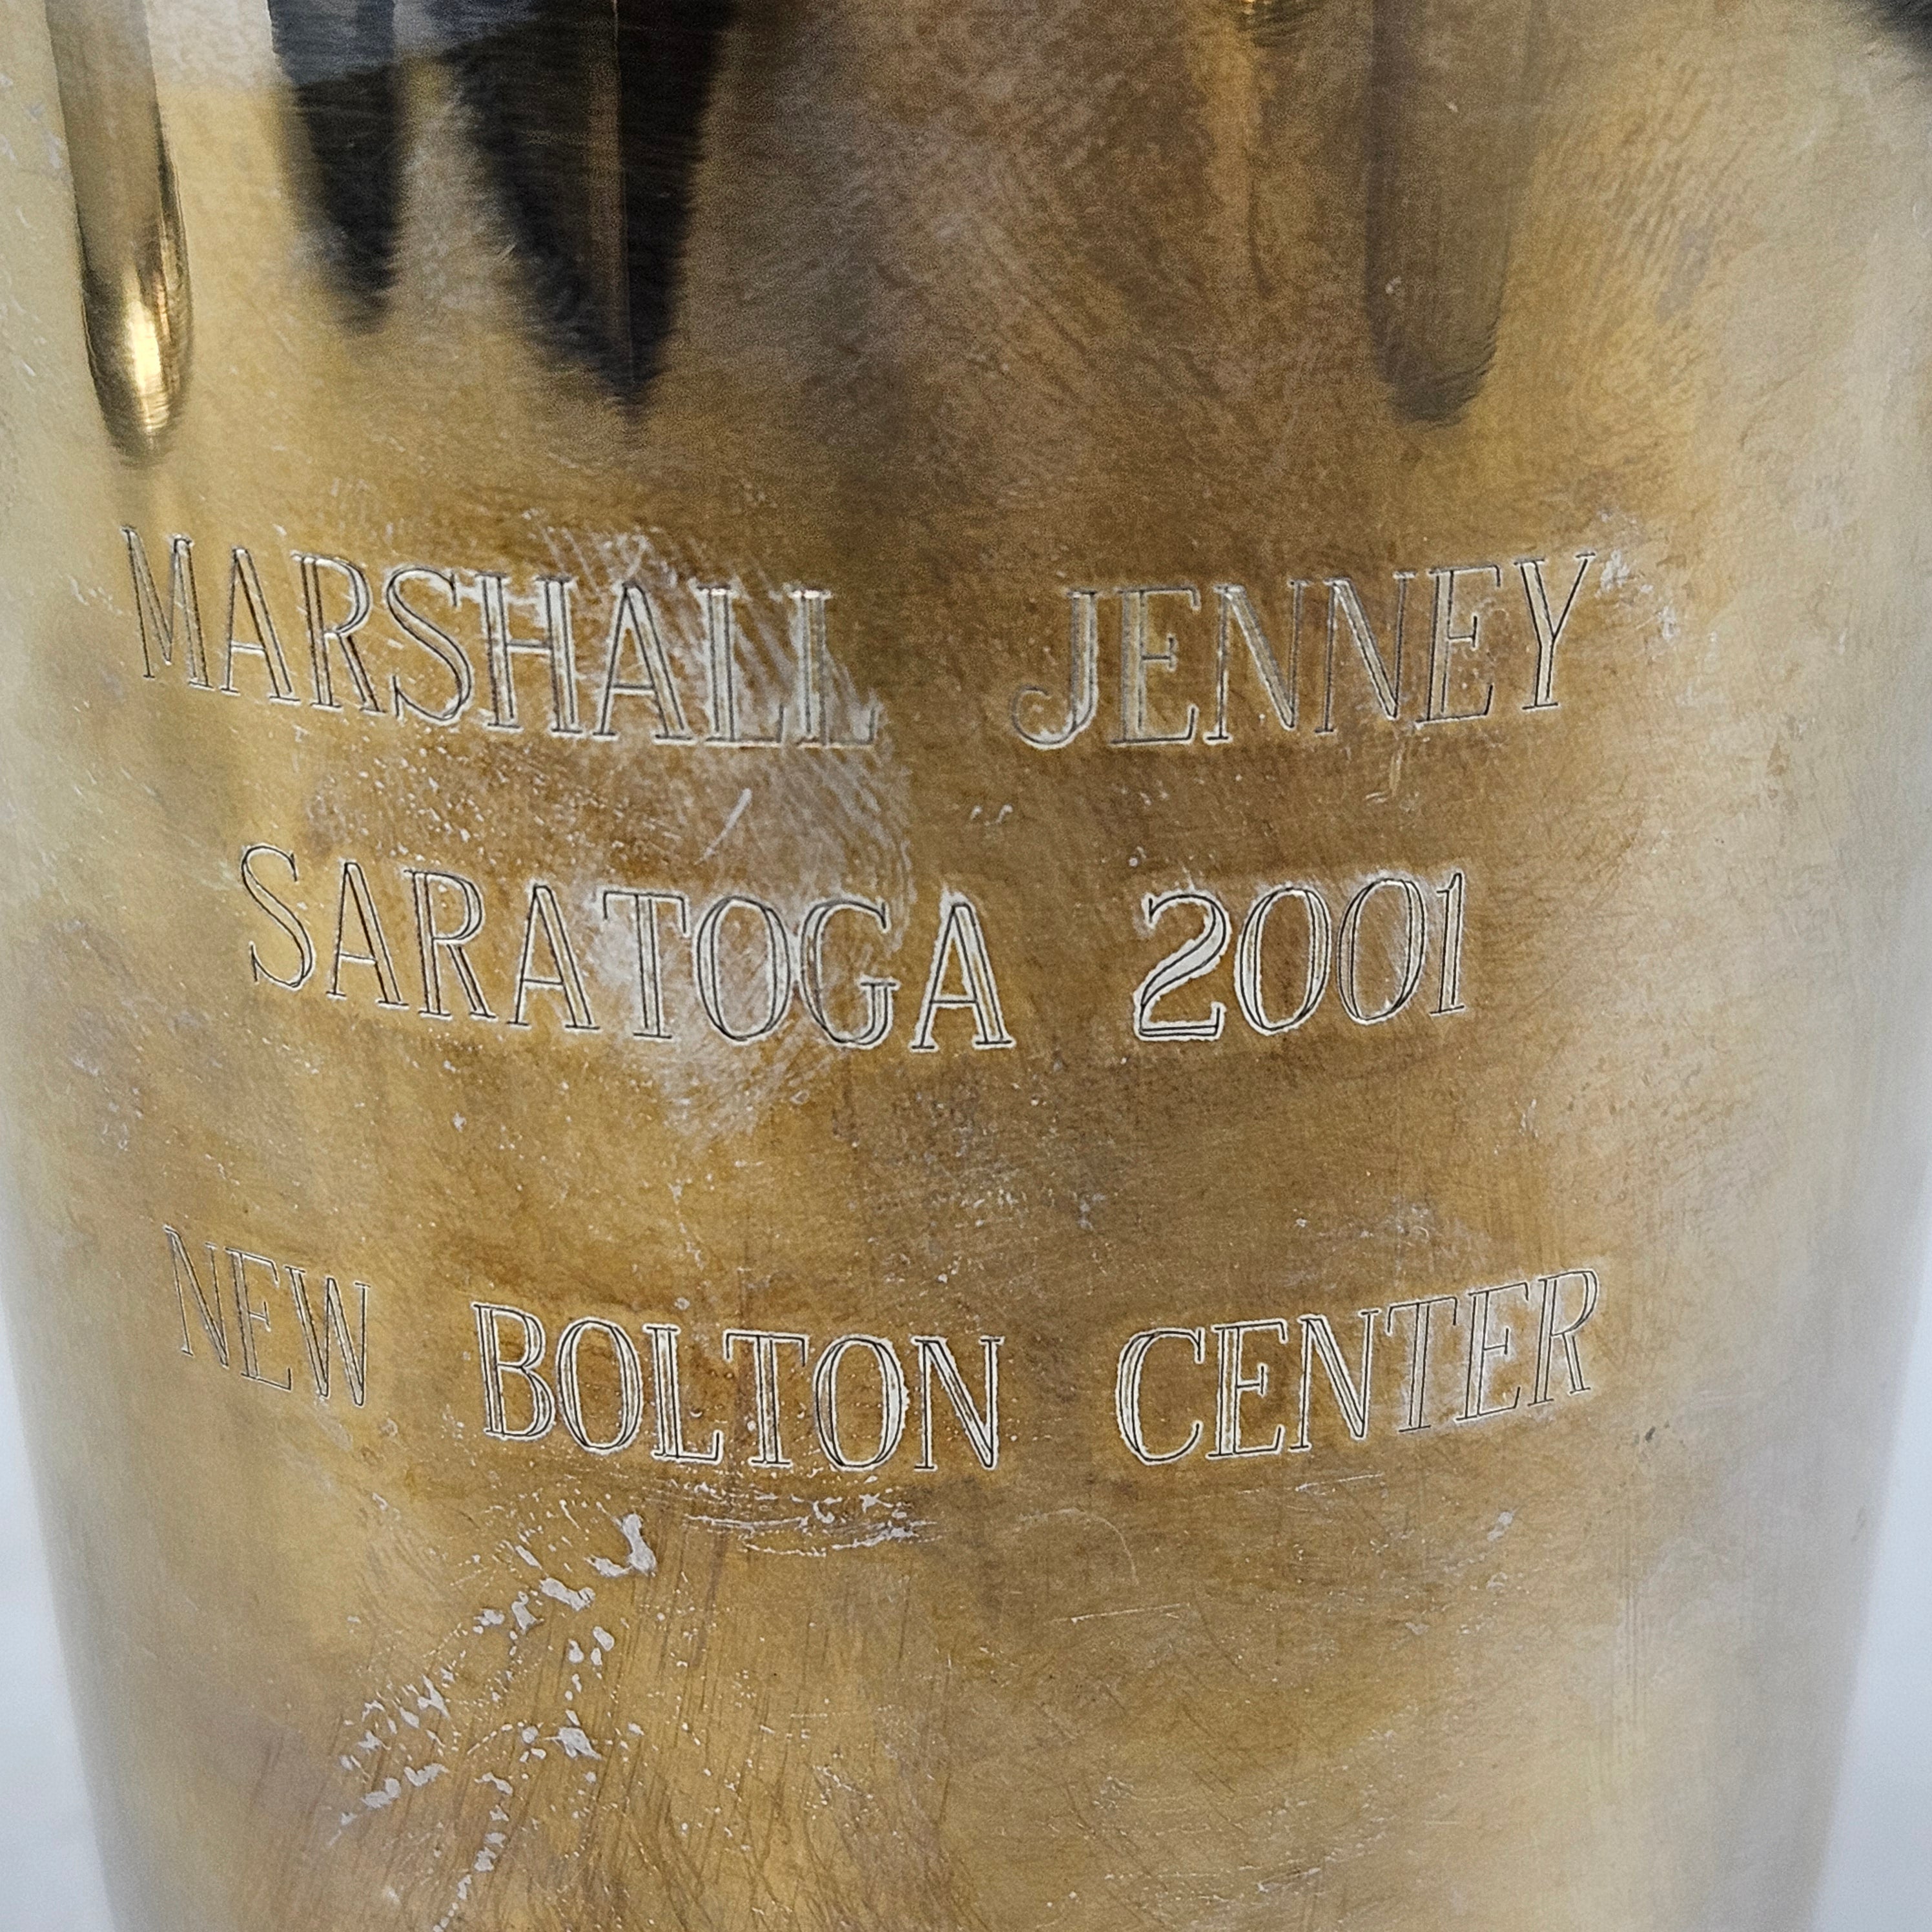 MARSHALL JENNEY
SARATOGA 2001
NEW BOLTON CENTER